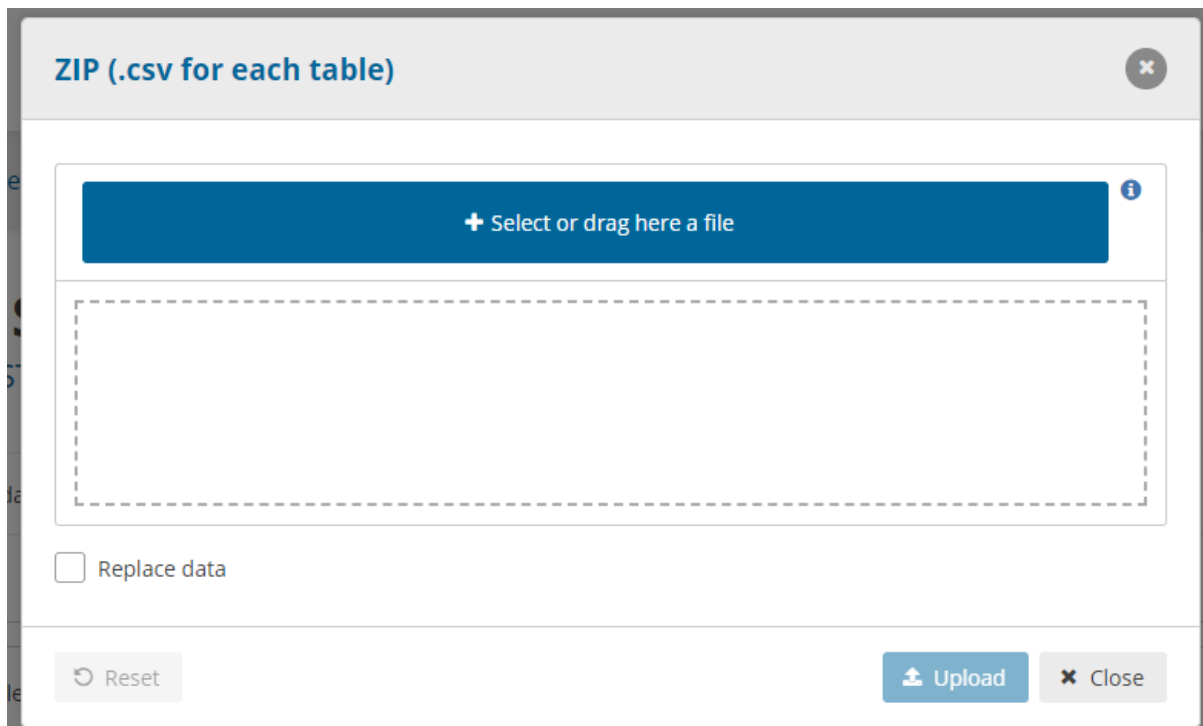 ZIP (.csv for each table)
Select or drag here a file
Replace data
Reset
Upload
Close